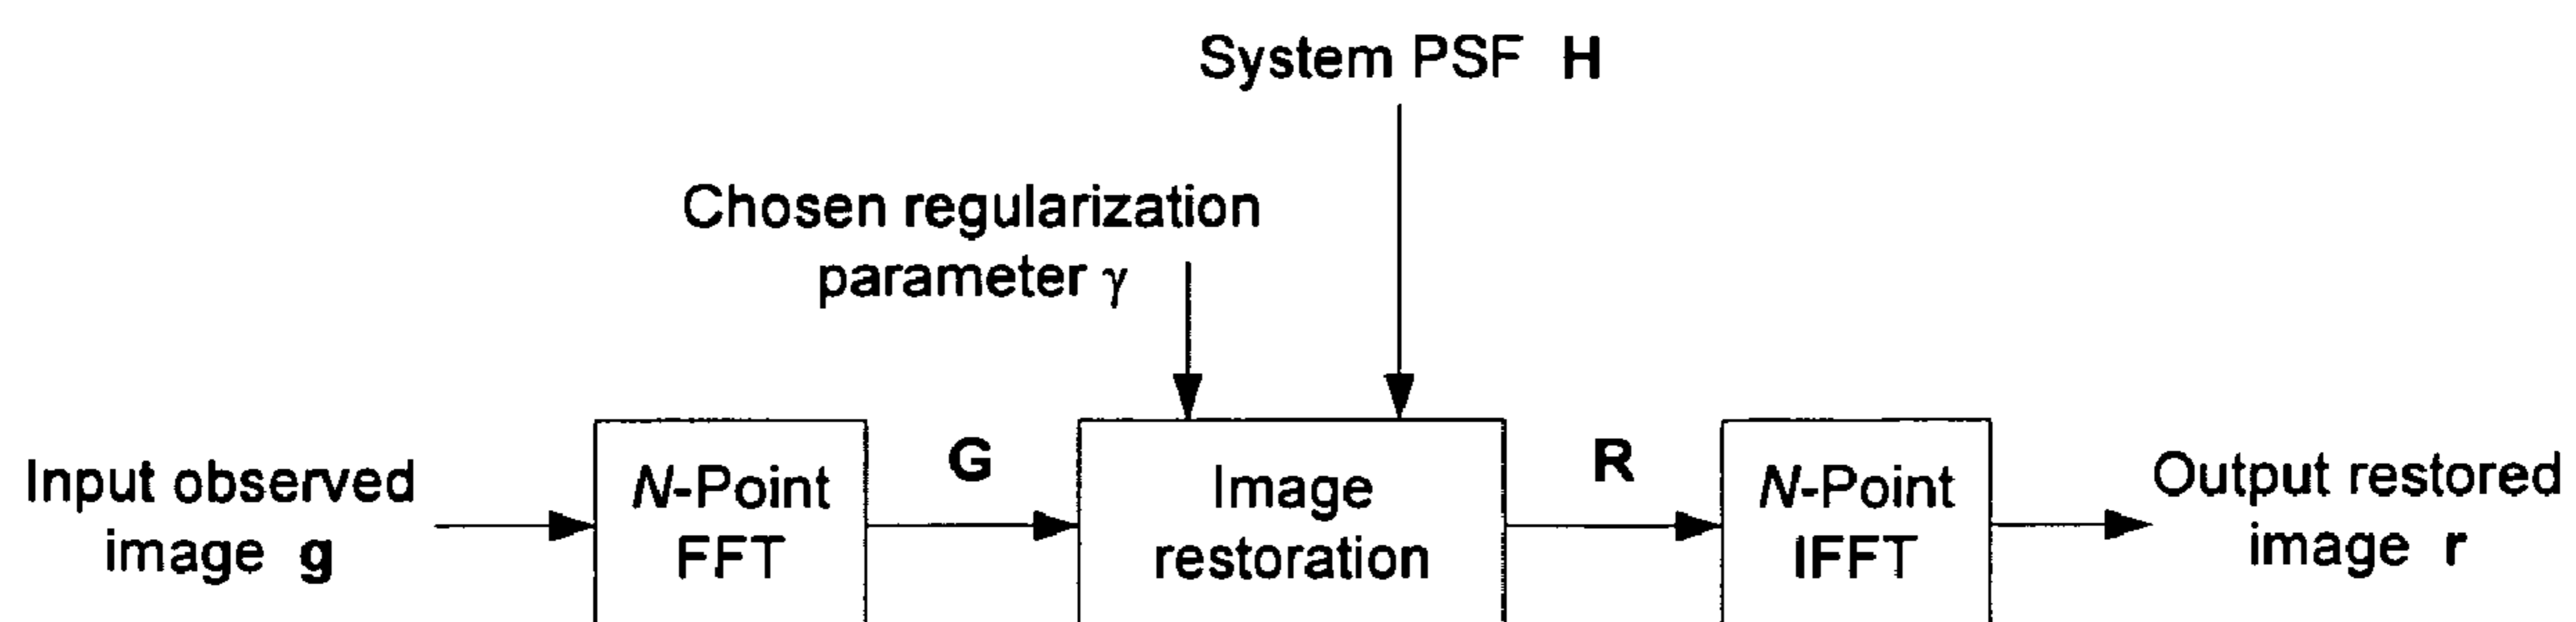 System PSF H
Chosen regularization
parameter γ
Input observed
image g
N-Point
FFT
G
Image
restoration
R
N-Point
IFFT
Output restored
image r